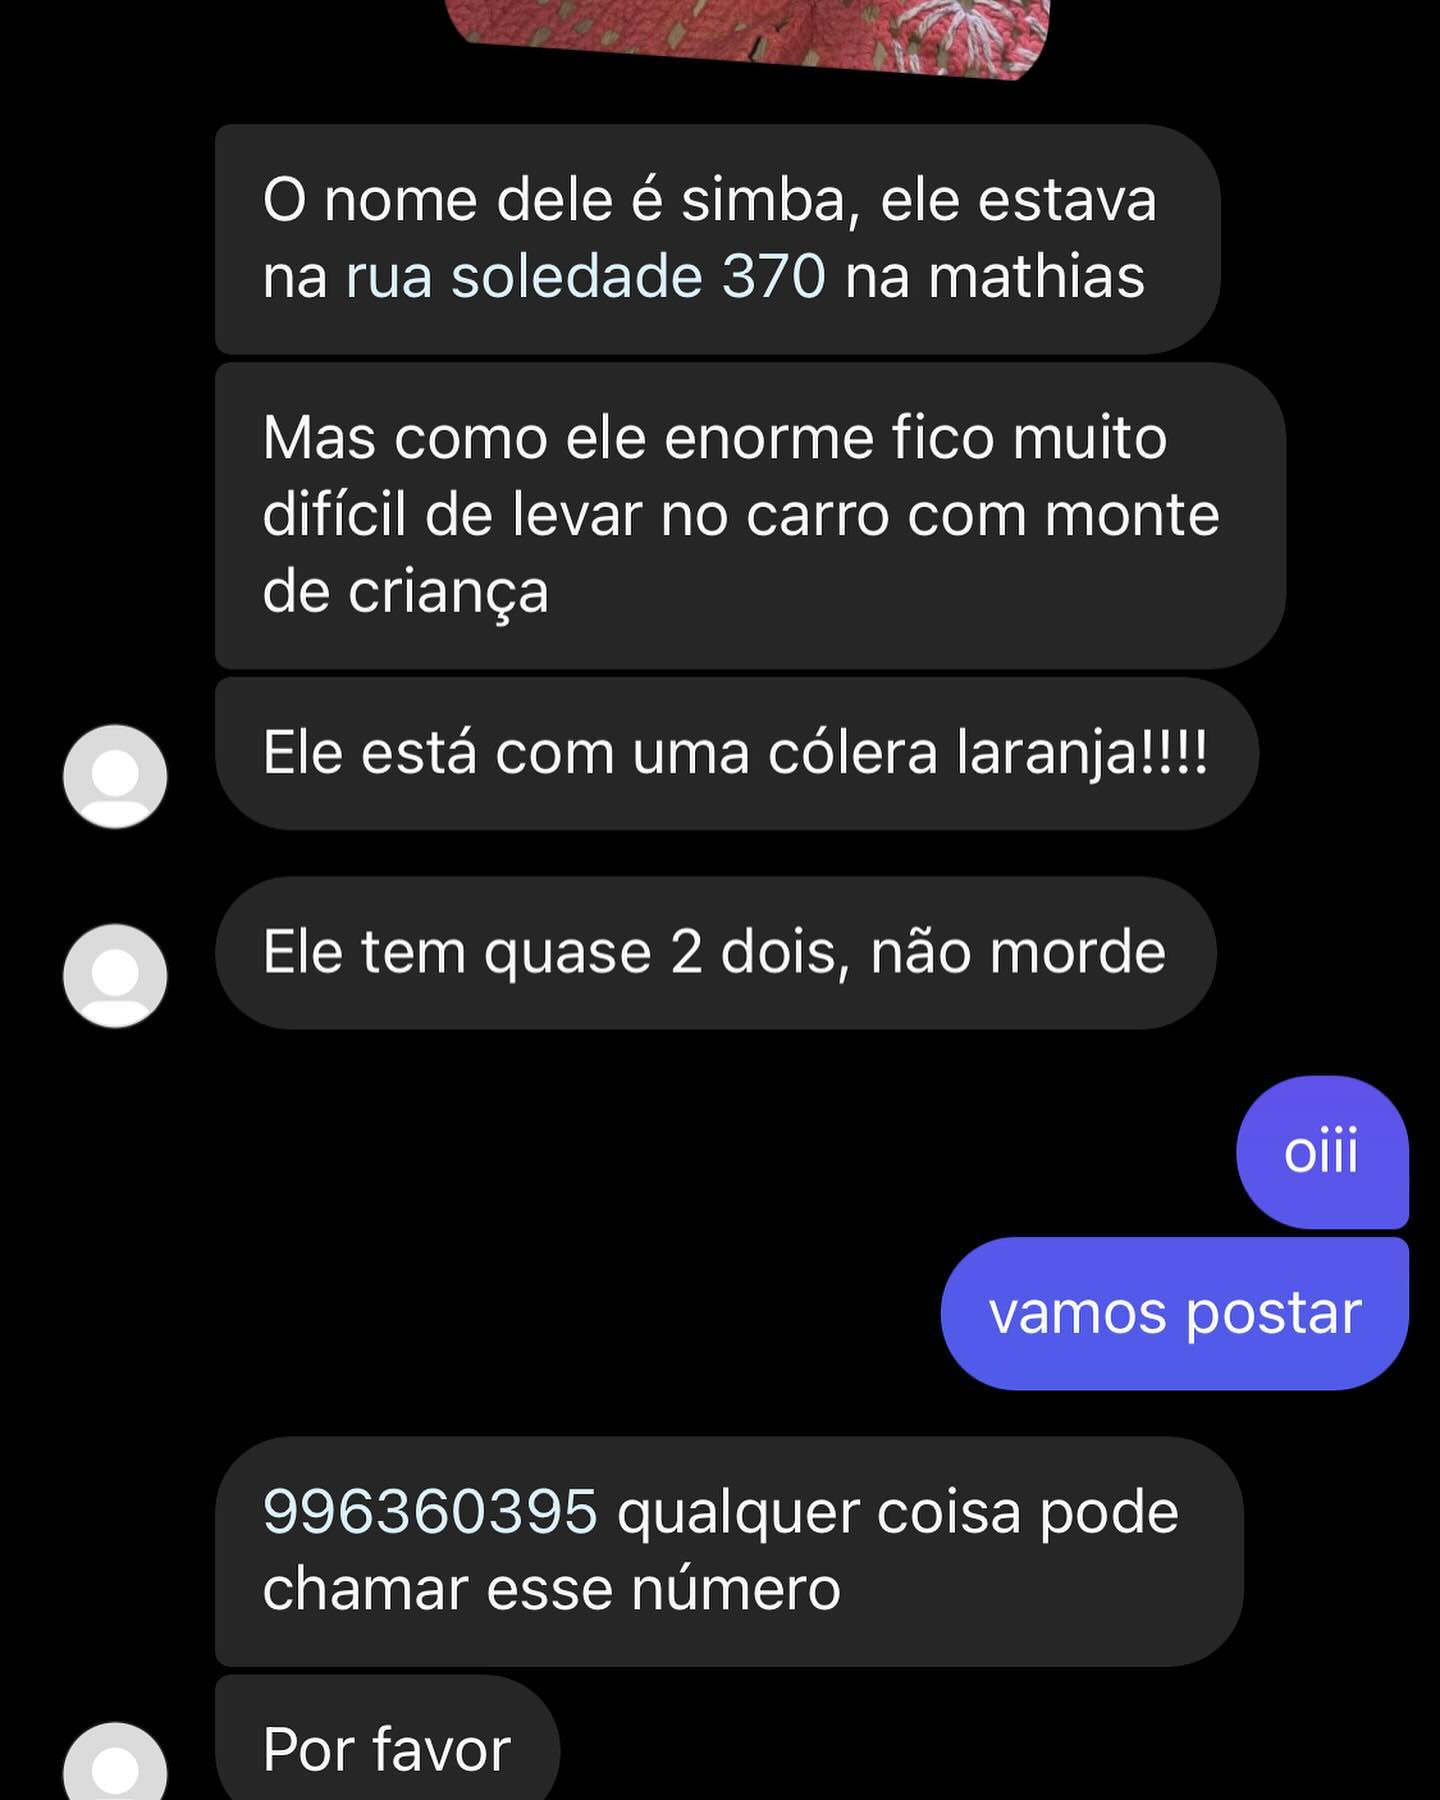 O nome dele é simba, ele estava
na rua soledade 370 na mathias
Mas como ele enorme fico muito
difícil de levar no carro com monte
de criança
Ele está com uma cólera laranja!!!!
Ele tem quase 2 dois, não morde
oiii
vamos postar
996360395 qualquer coisa pode
chamar esse número
Por favor